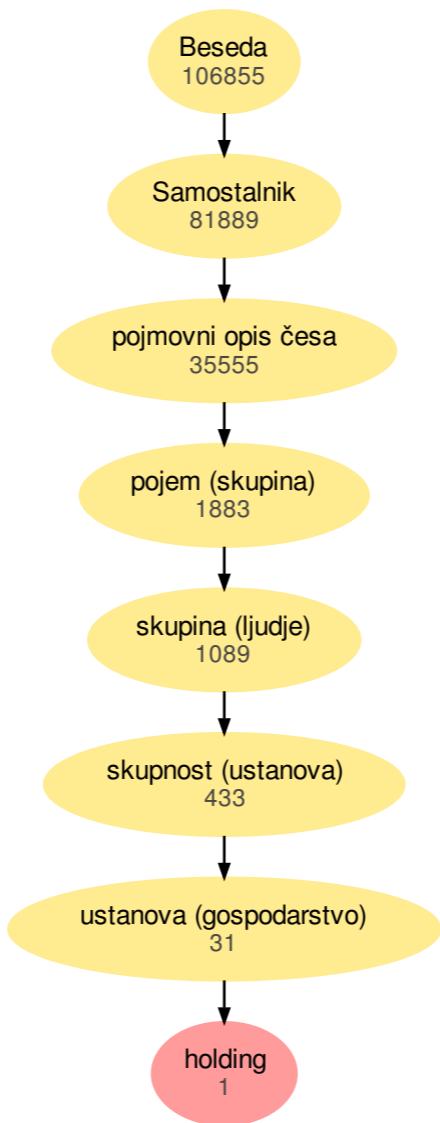 Beseda
106855
Samostalnik
81889
pojmovni opis česa
35555
pojem (skupina)
1883
skupina (ljudje)
1089
skupnost (ustanova)
433
ustanova (gospodarstvo)
31
holding
1